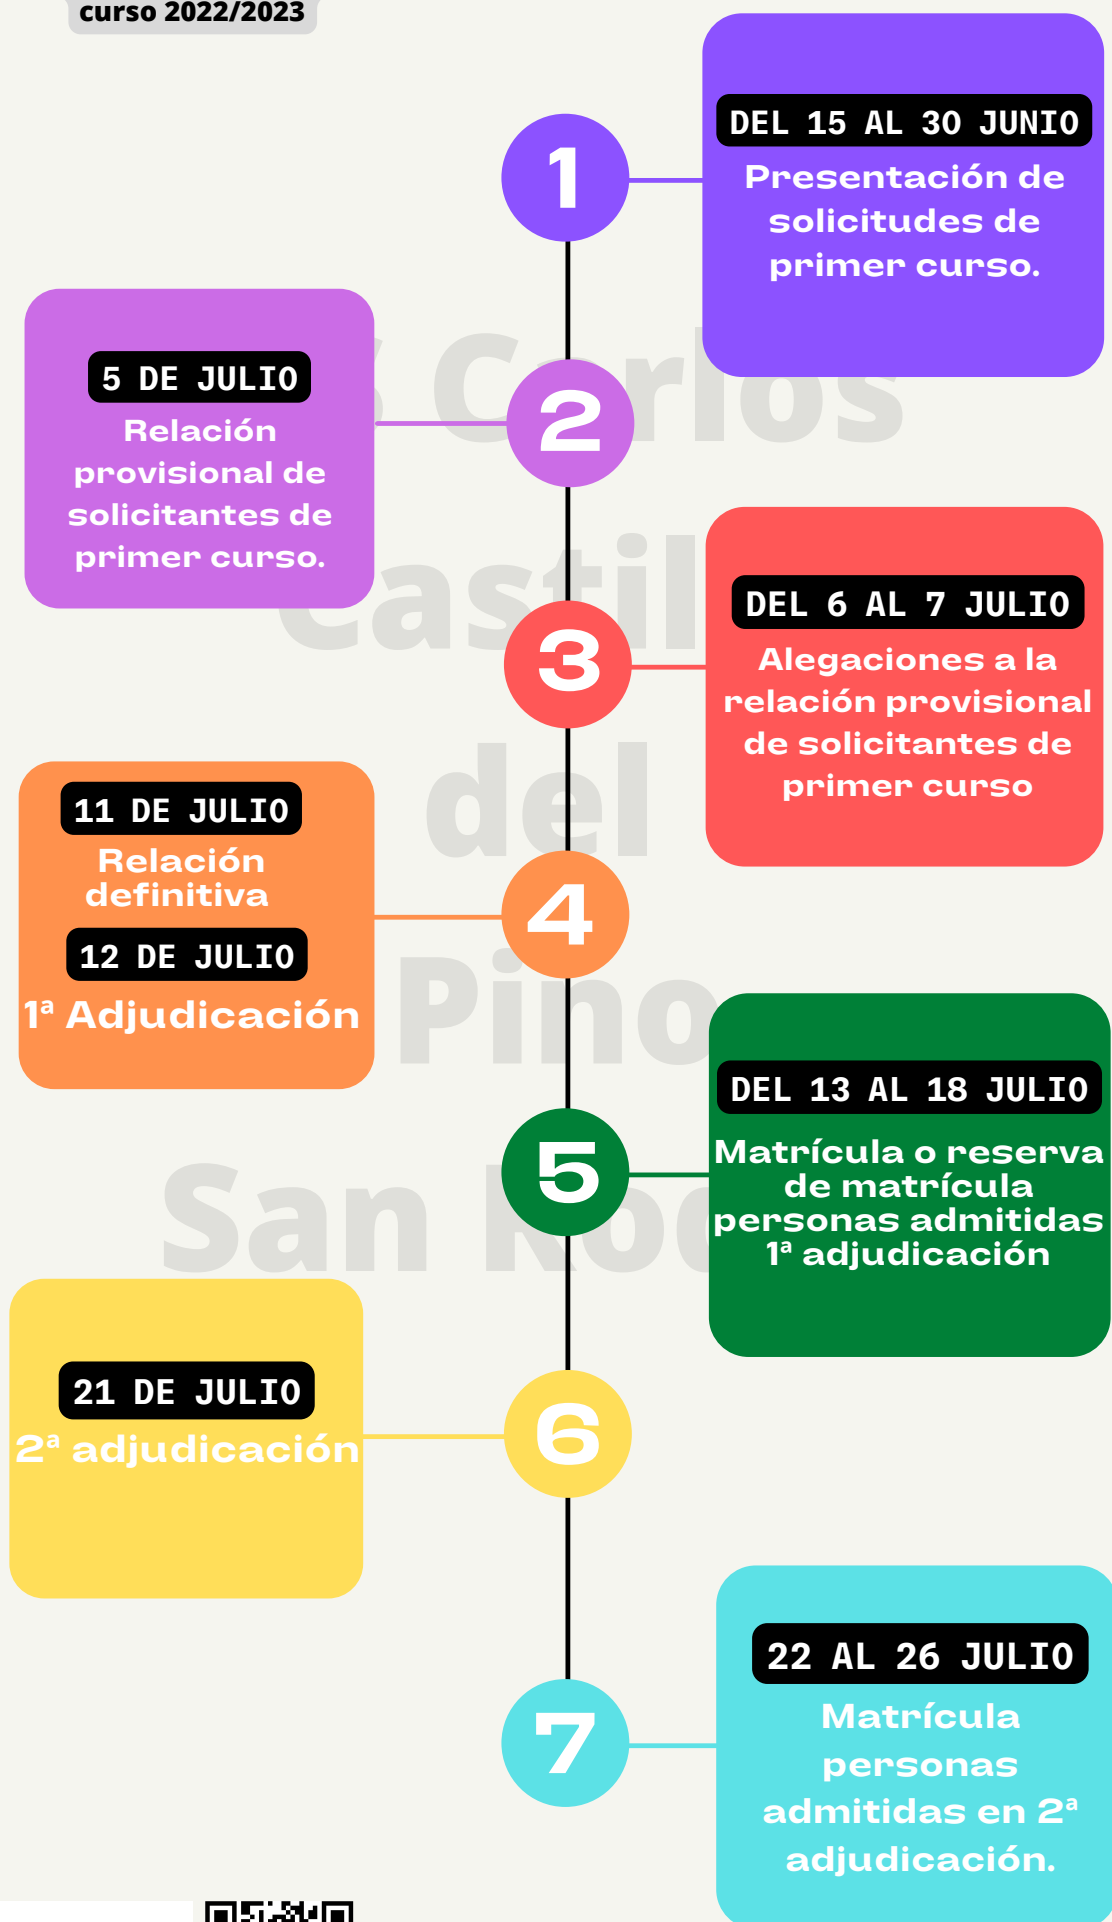 curso 2022/2023
1
DEL 15 AL 30 JUNIO
Presentación de
solicitudes de
primer curso.
2
5 DE JULIO
Relación
provisional de
solicitantes de
primer curso.
3
DEL 6 AL 7 JULIO
Alegaciones a la
relación provisional
de solicitantes de
primer curso
4
11 DE JULIO
Relación
definitiva
12 DE JULIO
1ª Adjudicación
5
DEL 13 AL 18 JULIO
Matrícula o reserva
de matrícula
personas admitidas
1ª adjudicación
6
21 DE JULIO
2ª adjudicación
7
22 AL 26 JULIO
Matrícula
personas
admitidas en 2ª
adjudicación.
Carlos
del
Pino
San